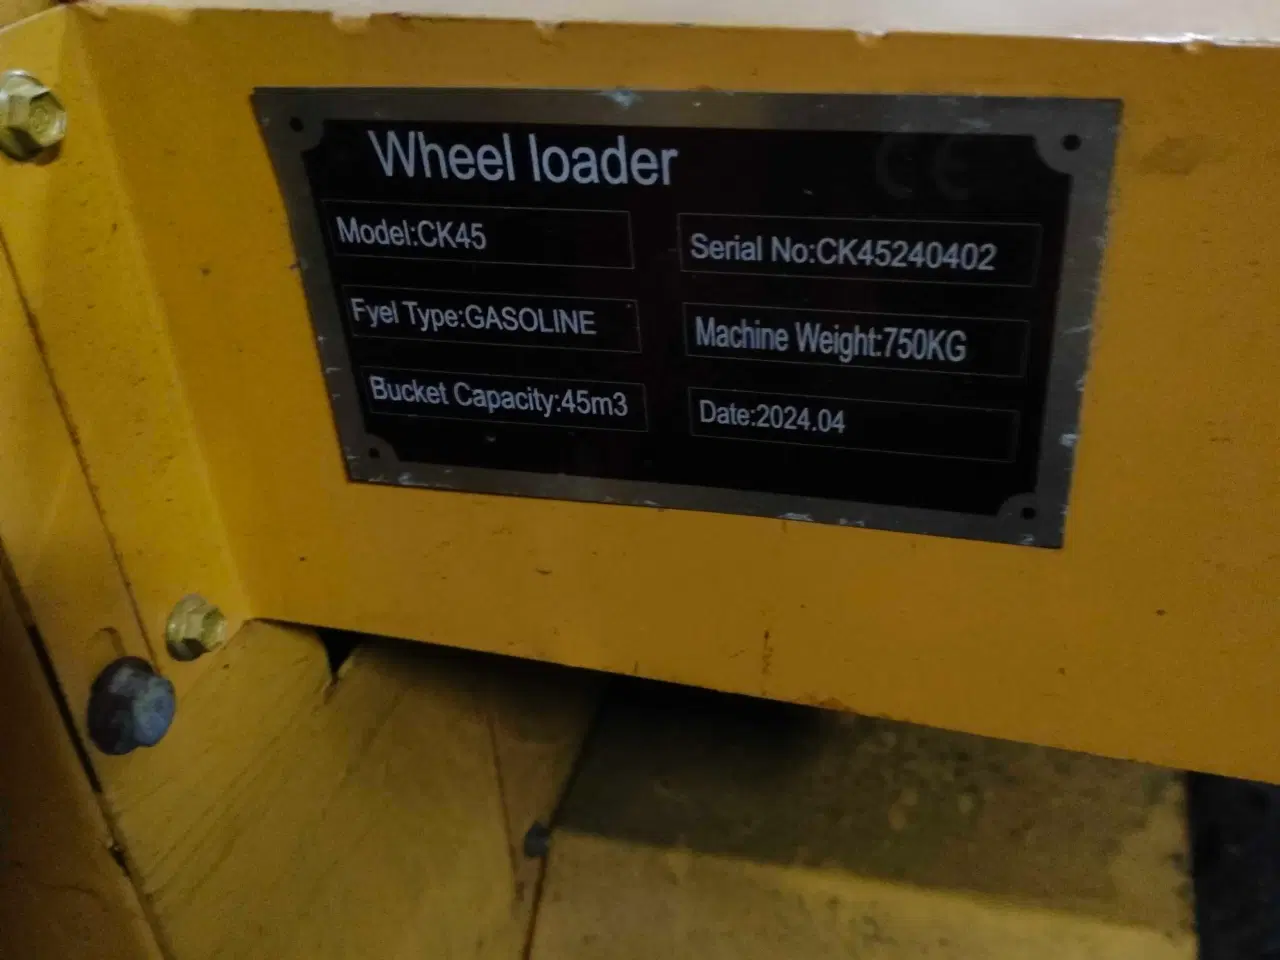 Wheel loader
CE
Model:CK45
Serial No:CK45240402
Fyel Type:GASOLINE
Machine Weight:750KG
Bucket Capacity:45m3
Date:2024.04